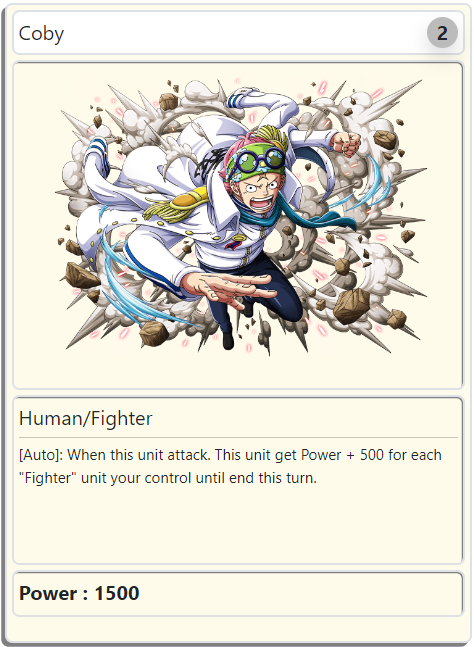 Coby
2
Human/Fighter
[Auto]: When this unit attack. This unit get Power + 500 for each
"Fighter" unit your control until end this turn.
Power : 1500